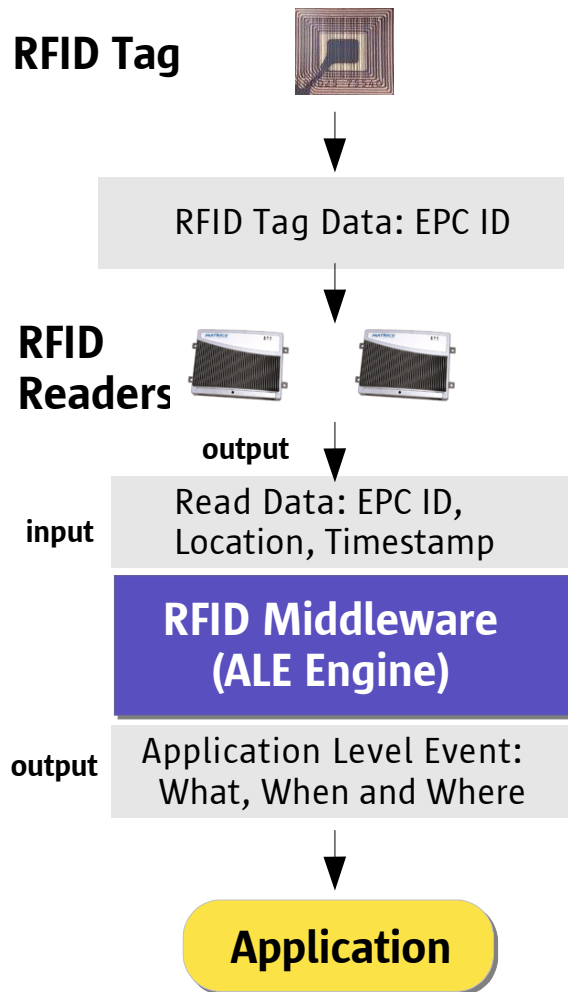 RFID Tag
RFID Tag Data: EPC ID
RFID
Readers
output
input
Read Data: EPC ID,
Location, Timestamp
RFID Middleware
(ALE Engine)
output
Application Level Event:
What, When and Where
Application